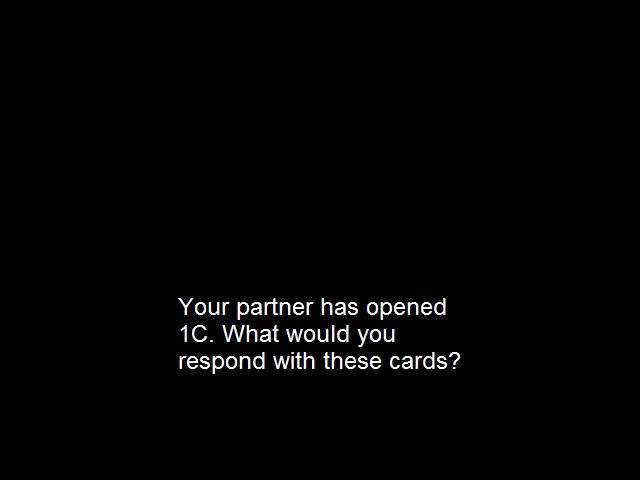 Your partner has opened
1C. What would you
respond with these cards?